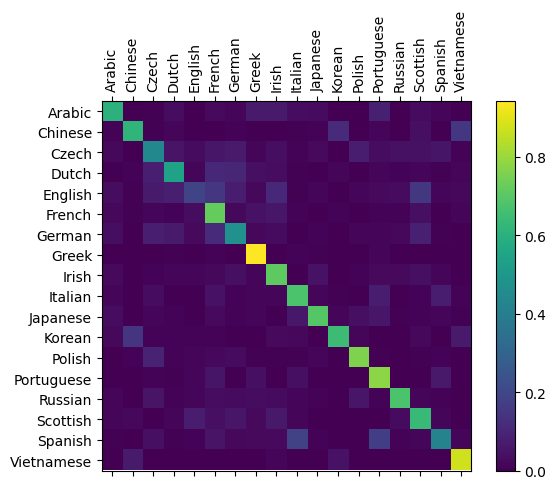 Arabic Chinese Czech Dutch English French German Greek Irish Italian Japanese Korean Polish Portuguese Russian Scottish Spanish Vietnamese
Arabic
Chinese
Czech
Dutch
English
French
German
Greek
Irish
Italian
Japanese
Korean
Polish
Portuguese
Russian
Scottish
Spanish
Vietnamese
0.8
0.6
0.4
0.2
0.0